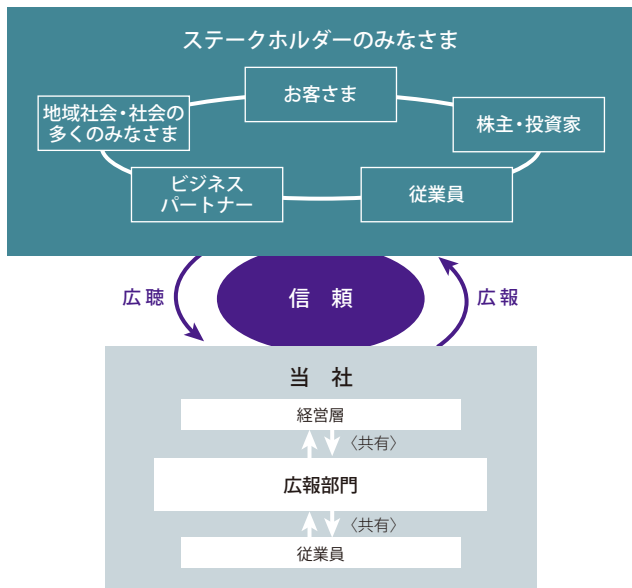 ステークホルダーのみなさま
お客さま
地域社会・社会の
多くのみなさま
株主・投資家
ビジネス
パートナー
従業員
広聴
信頼
広報
当社
経営層
〈共有〉
広報部門
〈共有〉
従業員